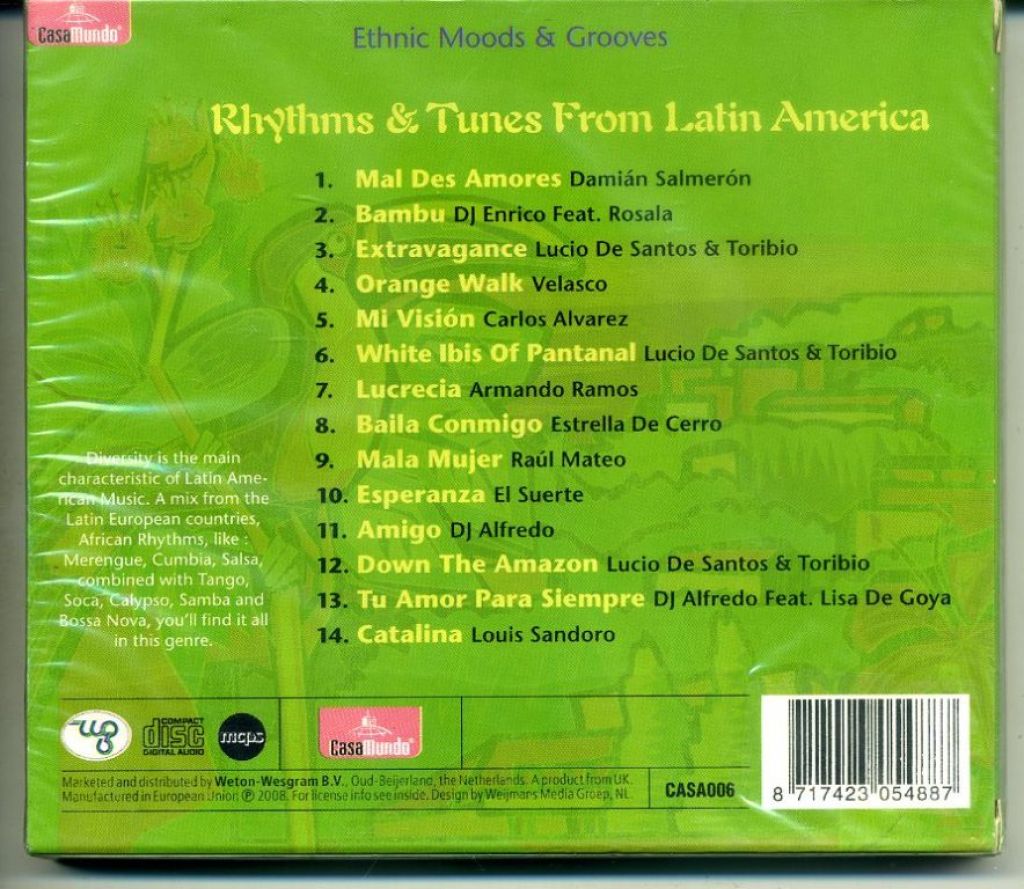 CasaMundo
Ethnic Moods & Grooves
Rhythms & Tunes From Latin America
1. Mal Des Amores Damián Salmerón
2. Bambu DJ Enrico Feat. Rosala
3. Extravagance Lucio De Santos & Toribio
4. Orange Walk Velasco
5. Mi Visión Carlos Alvarez
6. White Ibis Of Pantanal Lucio De Santos & Toribio
7. Lucrecia Armando Ramos
8. Baila Conmigo Estrella De Cerro
9. Mala Mujer Raúl Mateo
10. Esperanza El Suerte
11. Amigo DJ Alfredo
12. Down The Amazon Lucio De Santos & Toribio
13. Tu Amor Para Siempre DJ Alfredo Feat. Lisa De Goya
14. Catalina Louis Sandoro
Diversity is the main
characteristic of Latin Ame-
rican Music. A mix from the
Latin European countries,
African Rhythms, like :
Merengue, Cumbia, Salsa,
combined with Tango,
Soca, Calypso, Samba and
Bossa Nova, you'll find it all
in this genre.
wg
COMPACT
disc
DIGITAL AUDIO
mcps
CasaMundo
Marketed and distributed by Weton-Wesgram B.V., Oud-Beijerland, the Netherlands. A product from UK.
Manufactured in European Union ℗ 2008. For license info see inside. Design by Weijmans Media Groep, NL
CASA006
8 717423 054887